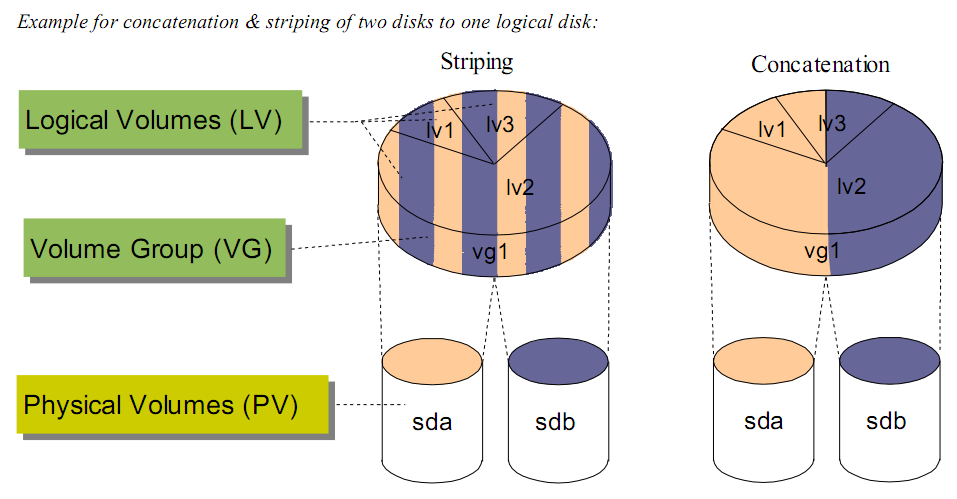 Example for concatenation & striping of two disks to one logical disk:
Striping
Concatenation
Logical Volumes (LV)
lv1
lv3
lv2
vg1
lv1
lv3
lv2
vg1
Volume Group (VG)
Physical Volumes (PV)
sda
sdb
sda
sdb